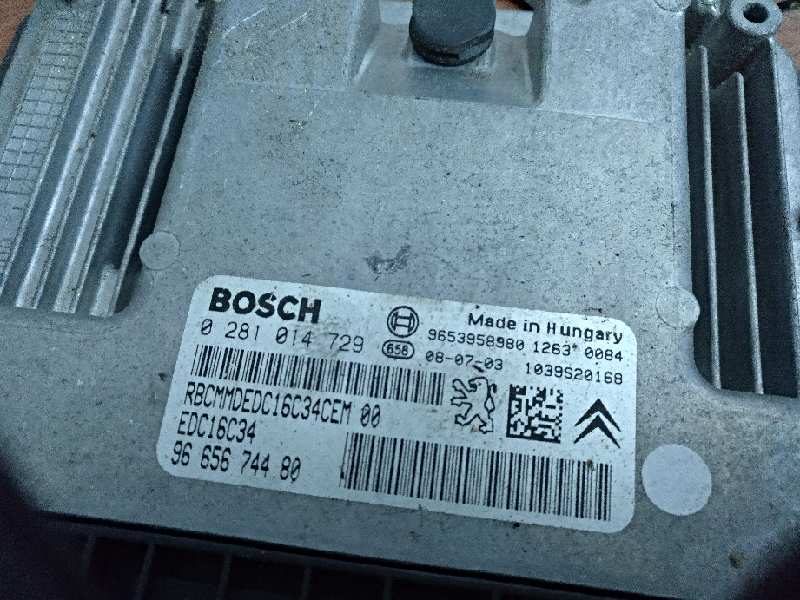 BOSCH
Made in Hungary
0 281 014 729
9653958980 1263* 0084
658 08-07-03 1039S20168
RBCMMDEDC16C34CEM 00
EDC16C34
96 656 744 80